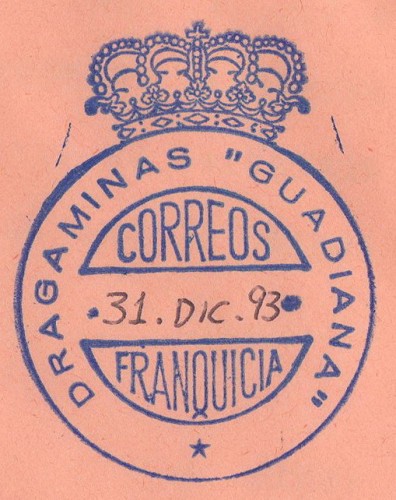 DRAGAMINAS "GUADIANA"
CORREOS
31. DIC. 93
FRANQUICIA